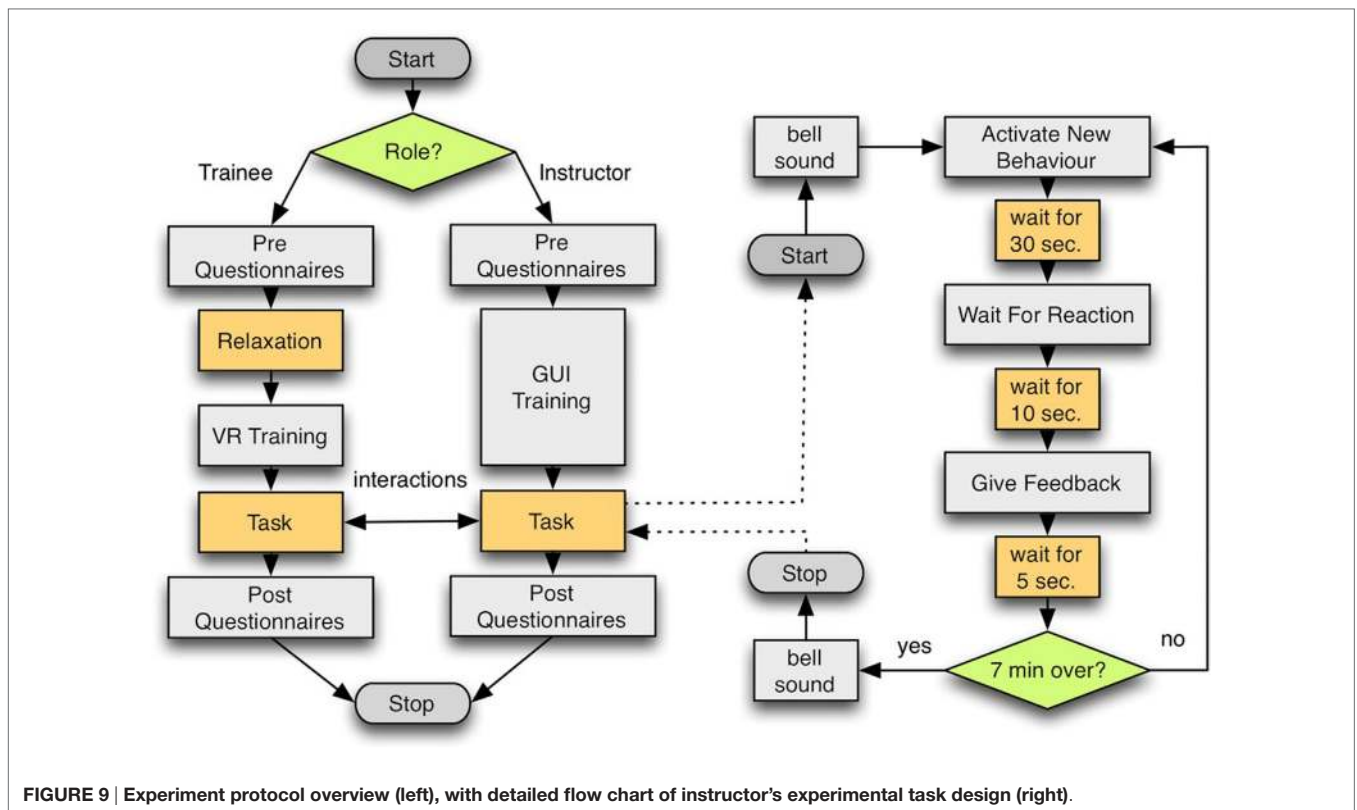 Start
Role?
Trainee
Instructor
Pre
Questionnaires
Pre
Questionnaires
Relaxation
GUI
Training
VR Training
interactions
Task
Task
Post
Questionnaires
Post
Questionnaires
Stop
bell
sound
Start
Activate New
Behaviour
wait for
30 sec.
Wait For Reaction
wait for
10 sec.
Give Feedback
wait for
5 sec.
7 min over?
yes
no
bell
sound
Stop
FIGURE 9 | Experiment protocol overview (left), with detailed flow chart of instructor's experimental task design (right).